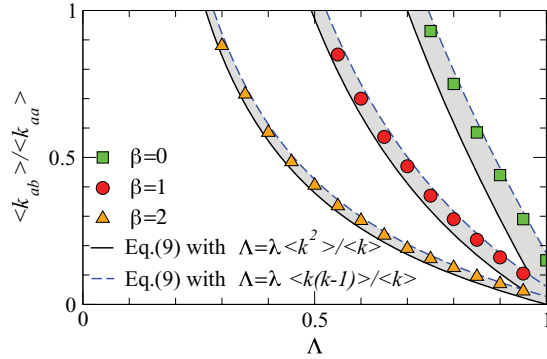 1
0.5
0
<k_ab>/<k_aa>
β=0
β=1
β=2
Eq.(9) with Λ=λ <k^2>/<k>
Eq.(9) with Λ=λ <k(k-1)>/<k>
0 0.5 1
Λ